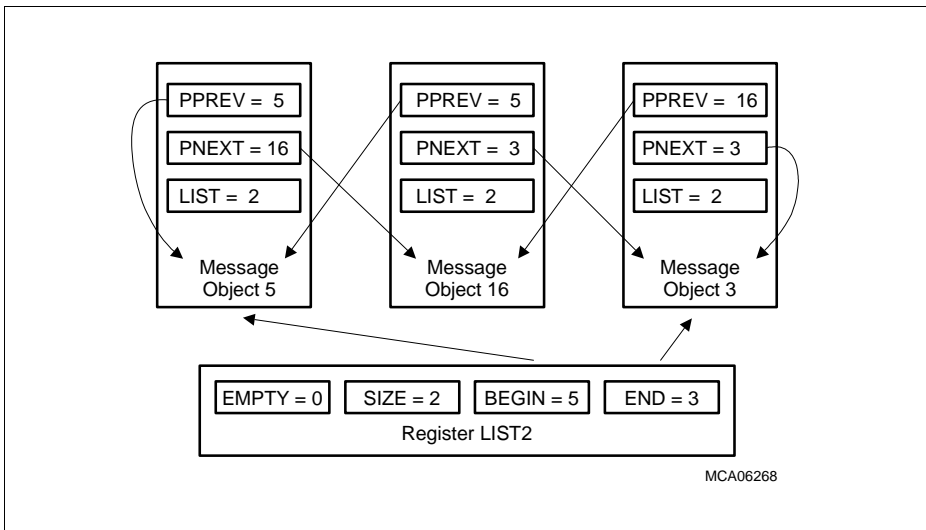 PPREV = 5
PNEXT = 16
LIST = 2
Message
Object 5
PPREV = 5
PNEXT = 3
LIST = 2
Message
Object 16
PPREV = 16
PNEXT = 3
LIST = 2
Message
Object 3
EMPTY = 0
SIZE = 2
BEGIN = 5
END = 3
Register LIST2
MCA06268